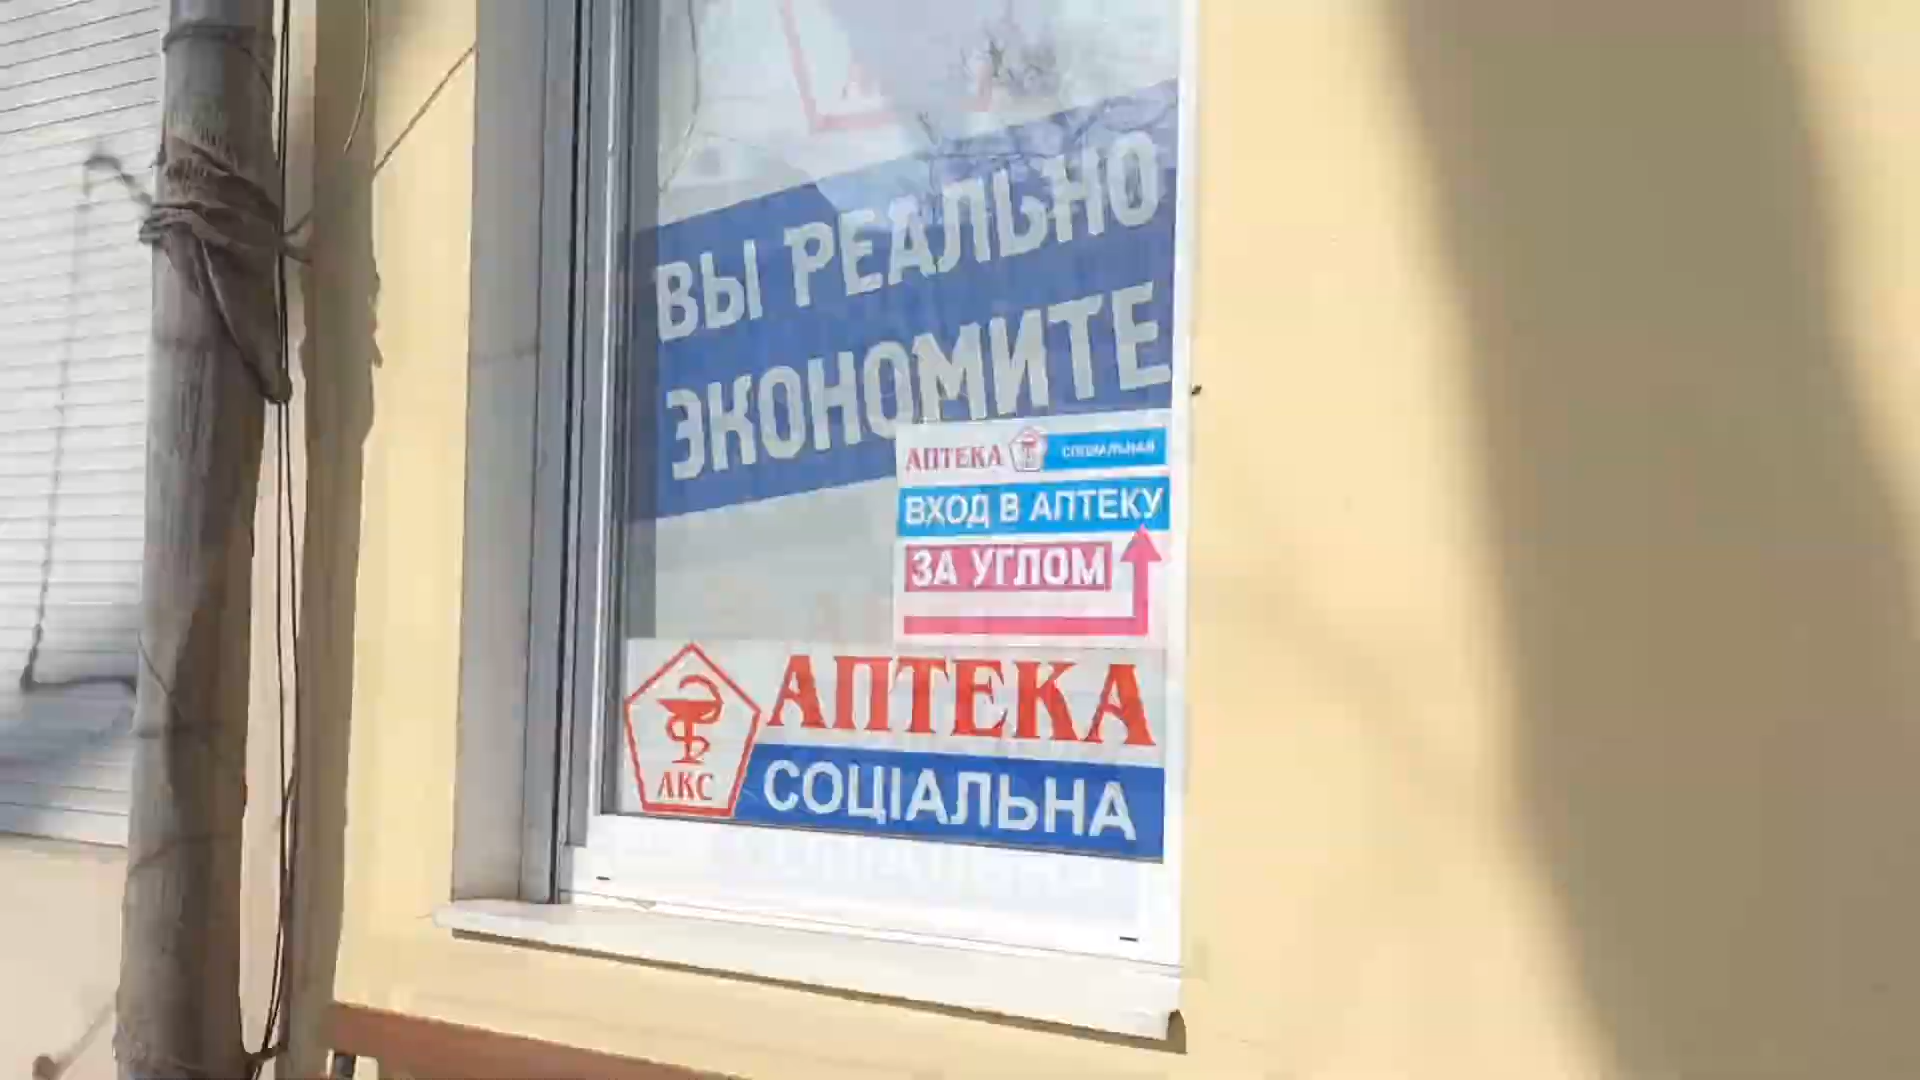 ВЫ РЕАЛЬНО
ЭКОНОМИТЕ
АПТЕКА СОЦИАЛЬНАЯ
ВХОД В АПТЕКУ
ЗА УГЛОМ
АПТЕКА
АКС
СОЦІАЛЬНА